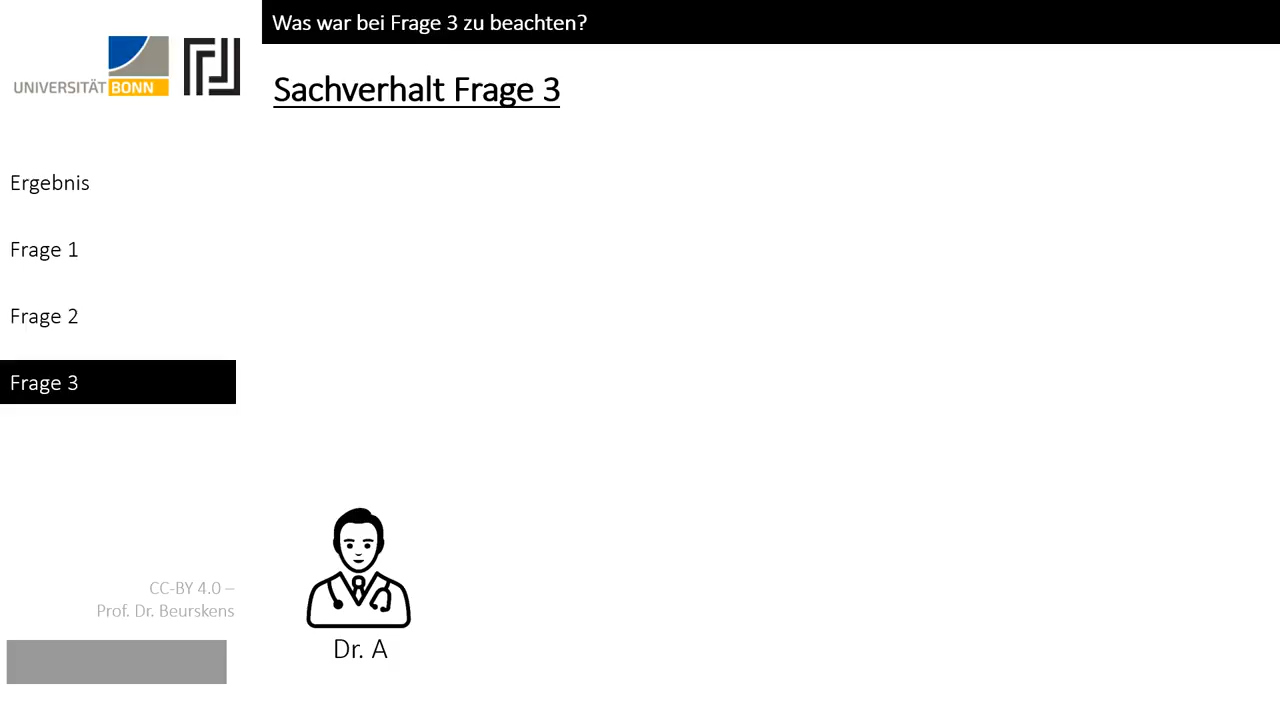 Was war bei Frage 3 zu beachten?
UNIVERSITÄT BONN
Sachverhalt Frage 3
Ergebnis
Frage 1
Frage 2
Frage 3
CC-BY 4.0 –
Prof. Dr. Beurskens
Dr. A